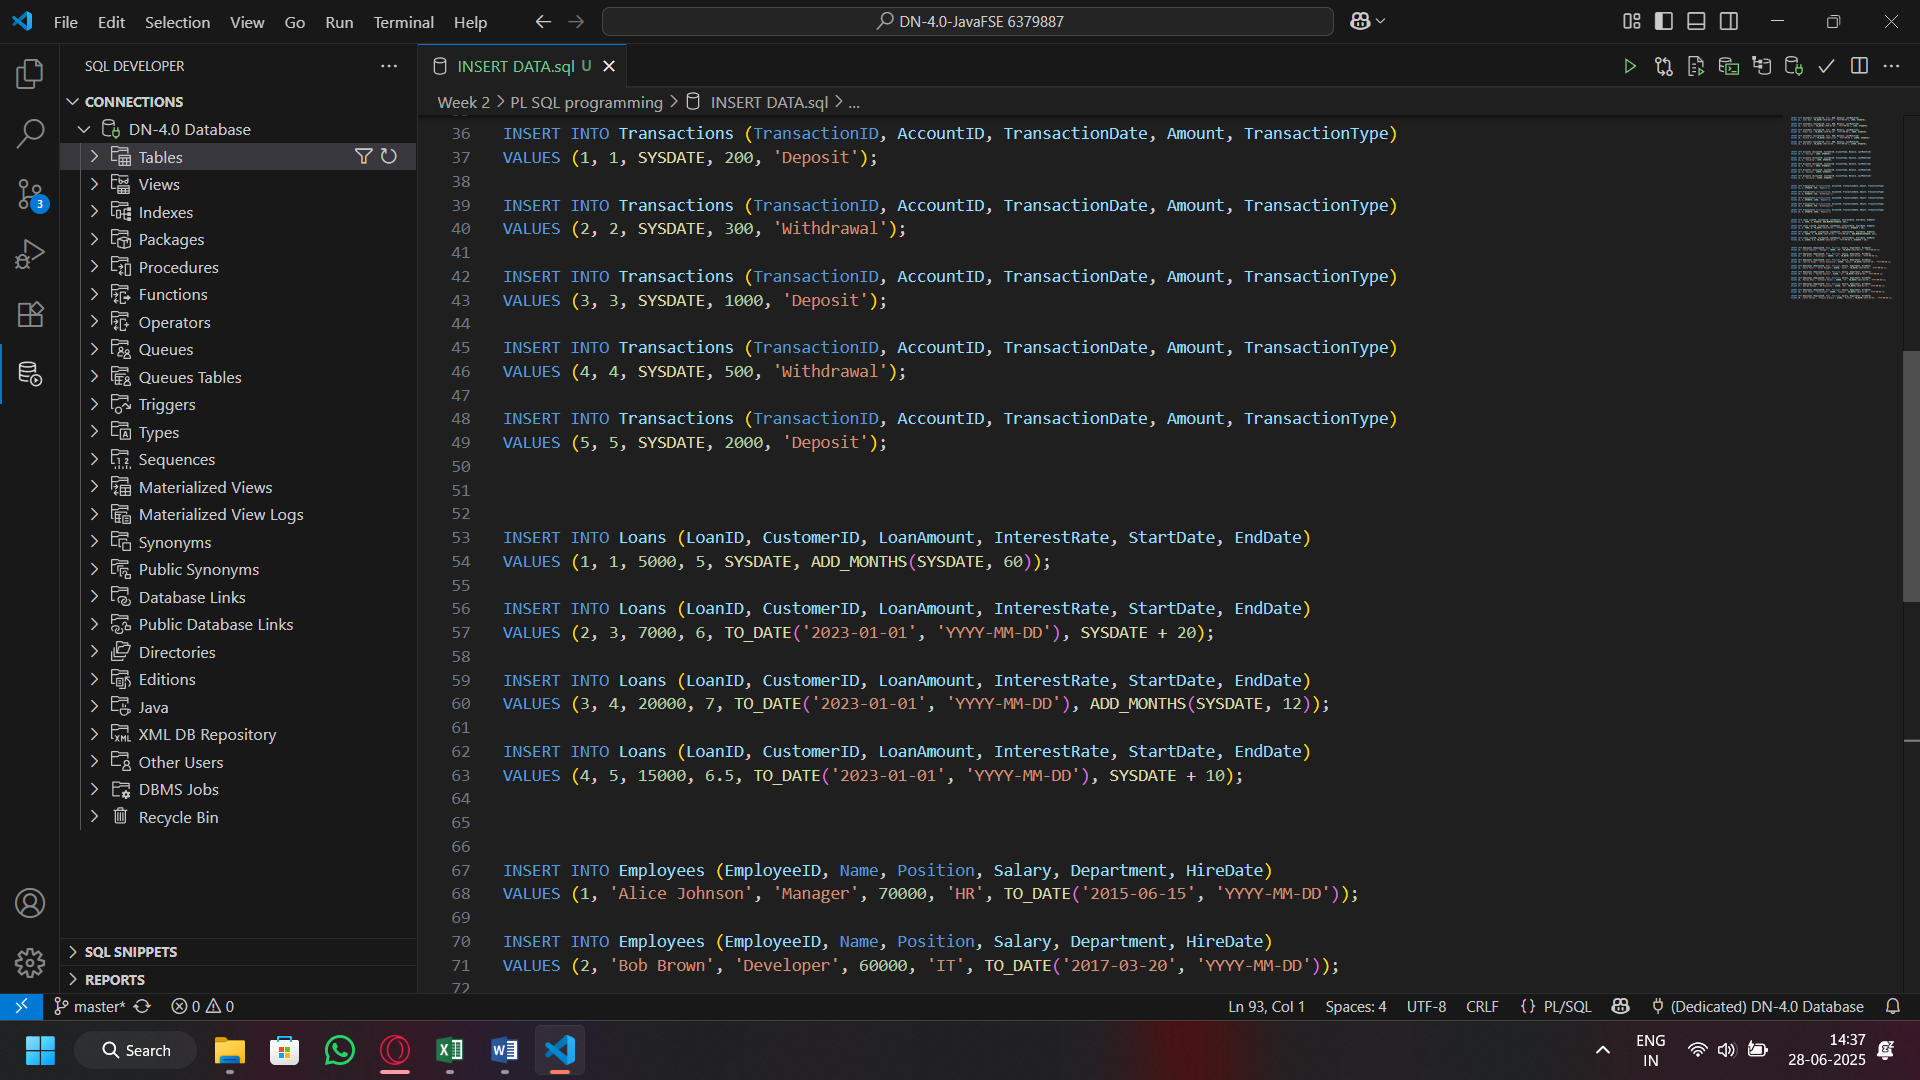 File Edit Selection View Go Run Terminal Help
DN-4.0-JavaFSE 6379887
SQL DEVELOPER
CONNECTIONS
DN-4.0 Database
Tables
Views
Indexes
Packages
Procedures
Functions
Operators
Queues
Queues Tables
Triggers
Types
Sequences
Materialized Views
Materialized View Logs
Synonyms
Public Synonyms
Database Links
Public Database Links
Directories
Editions
Java
XML DB Repository
Other Users
DBMS Jobs
Recycle Bin
SQL SNIPPETS
REPORTS
3
INSERT DATA.sql U
Week 2 > PL SQL programming > INSERT DATA.sql > ...
36 INSERT INTO Transactions (TransactionID, AccountID, TransactionDate, Amount, TransactionType)
37 VALUES (1, 1, SYSDATE, 200, 'Deposit');
38
39 INSERT INTO Transactions (TransactionID, AccountID, TransactionDate, Amount, TransactionType)
40 VALUES (2, 2, SYSDATE, 300, 'Withdrawal');
41
42 INSERT INTO Transactions (TransactionID, AccountID, TransactionDate, Amount, TransactionType)
43 VALUES (3, 3, SYSDATE, 1000, 'Deposit');
44
45 INSERT INTO Transactions (TransactionID, AccountID, TransactionDate, Amount, TransactionType)
46 VALUES (4, 4, SYSDATE, 500, 'Withdrawal');
47
48 INSERT INTO Transactions (TransactionID, AccountID, TransactionDate, Amount, TransactionType)
49 VALUES (5, 5, SYSDATE, 2000, 'Deposit');
50
51
52
53 INSERT INTO Loans (LoanID, CustomerID, LoanAmount, InterestRate, StartDate, EndDate)
54 VALUES (1, 1, 5000, 5, SYSDATE, ADD_MONTHS(SYSDATE, 60));
55
56 INSERT INTO Loans (LoanID, CustomerID, LoanAmount, InterestRate, StartDate, EndDate)
57 VALUES (2, 3, 7000, 6, TO_DATE('2023-01-01', 'YYYY-MM-DD'), SYSDATE + 20);
58
59 INSERT INTO Loans (LoanID, CustomerID, LoanAmount, InterestRate, StartDate, EndDate)
60 VALUES (3, 4, 20000, 7, TO_DATE('2023-01-01', 'YYYY-MM-DD'), ADD_MONTHS(SYSDATE, 12));
61
62 INSERT INTO Loans (LoanID, CustomerID, LoanAmount, InterestRate, StartDate, EndDate)
63 VALUES (4, 5, 15000, 6.5, TO_DATE('2023-01-01', 'YYYY-MM-DD'), SYSDATE + 10);
64
65
66
67 INSERT INTO Employees (EmployeeID, Name, Position, Salary, Department, HireDate)
68 VALUES (1, 'Alice Johnson', 'Manager', 70000, 'HR', TO_DATE('2015-06-15', 'YYYY-MM-DD'));
69
70 INSERT INTO Employees (EmployeeID, Name, Position, Salary, Department, HireDate)
71 VALUES (2, 'Bob Brown', 'Developer', 60000, 'IT', TO_DATE('2017-03-20', 'YYYY-MM-DD'));
72
master* 0 0 Ln 93, Col 1 Spaces: 4 UTF-8 CRLF {} PL/SQL (Dedicated) DN-4.0 Database
Search
ENG
IN
14:37
28-06-2025